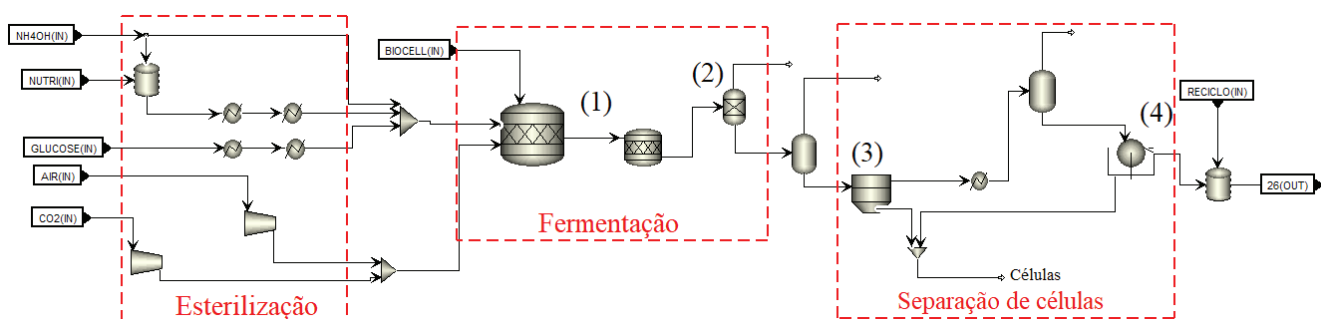 NH4OH(IN)
NUTRI(IN)
GLUCOSE(IN)
AIR(IN)
CO2(IN)
Esterilização
BIOCELL(IN)
(1)
(2)
Fermentação
(3)
(4)
Células
Separação de células
RECICLO(IN)
26(OUT)